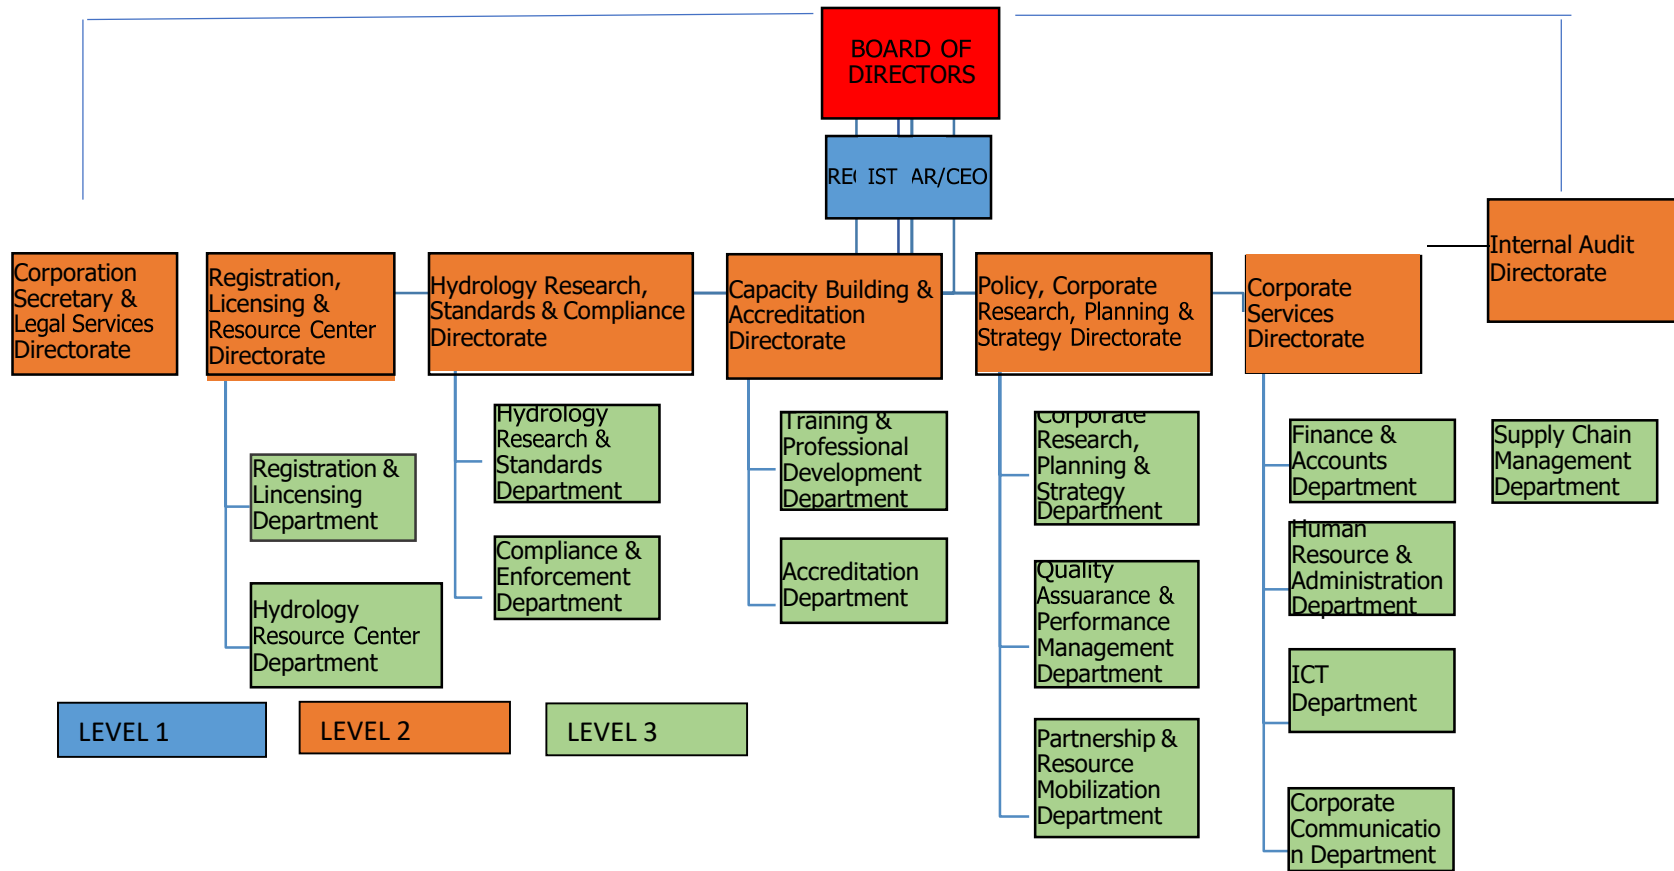 BOARD OF
DIRECTORS
REGISTRAR/CEO
Corporation
Secretary &
Legal Services
Directorate
Registration,
Licensing &
Resource Center
Directorate
Hydrology Research,
Standards & Compliance
Directorate
Capacity Building &
Accreditation
Directorate
Policy, Corporate
Research, Planning &
Strategy Directorate
Corporate
Services
Directorate
Internal Audit
Directorate
Registration &
Lincensing
Department
Hydrology
Resource Center
Department
Hydrology
Research &
Standards
Department
Compliance &
Enforcement
Department
Training &
Professional
Development
Department
Accreditation
Department
Corporate
Research,
Planning &
Strategy
Department
Quality
Assuarance &
Performance
Management
Department
Partnership &
Resource
Mobilization
Department
Finance &
Accounts
Department
Human
Resource &
Administration
Department
ICT
Department
Corporate
Communicatio
n Department
Supply Chain
Management
Department
LEVEL 1
LEVEL 2
LEVEL 3